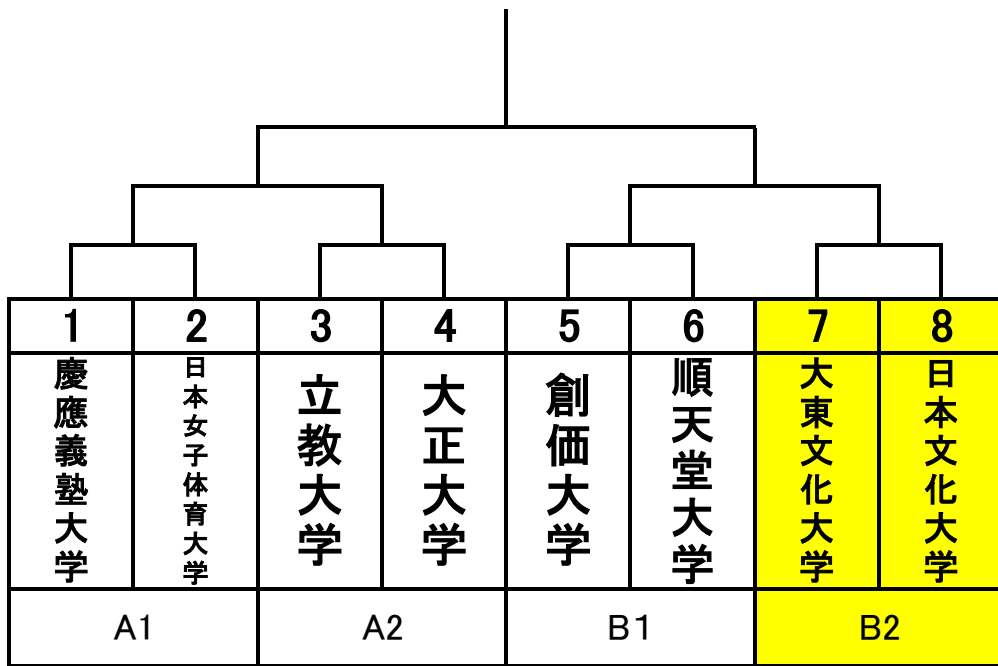 1
2
3
4
5
6
7
8
慶應義塾大学
日本女子体育大学
立教大学
大正大学
創価大学
順天堂大学
大東文化大学
日本文化大学
A1
A2
B1
B2